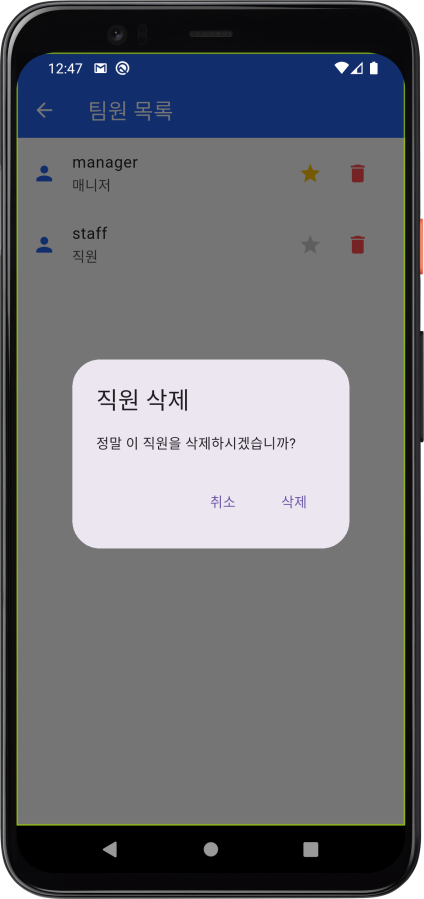 12:47
팀원 목록
manager
매니저
staff
직원
직원 삭제
정말 이 직원을 삭제하시겠습니까?
취소 삭제